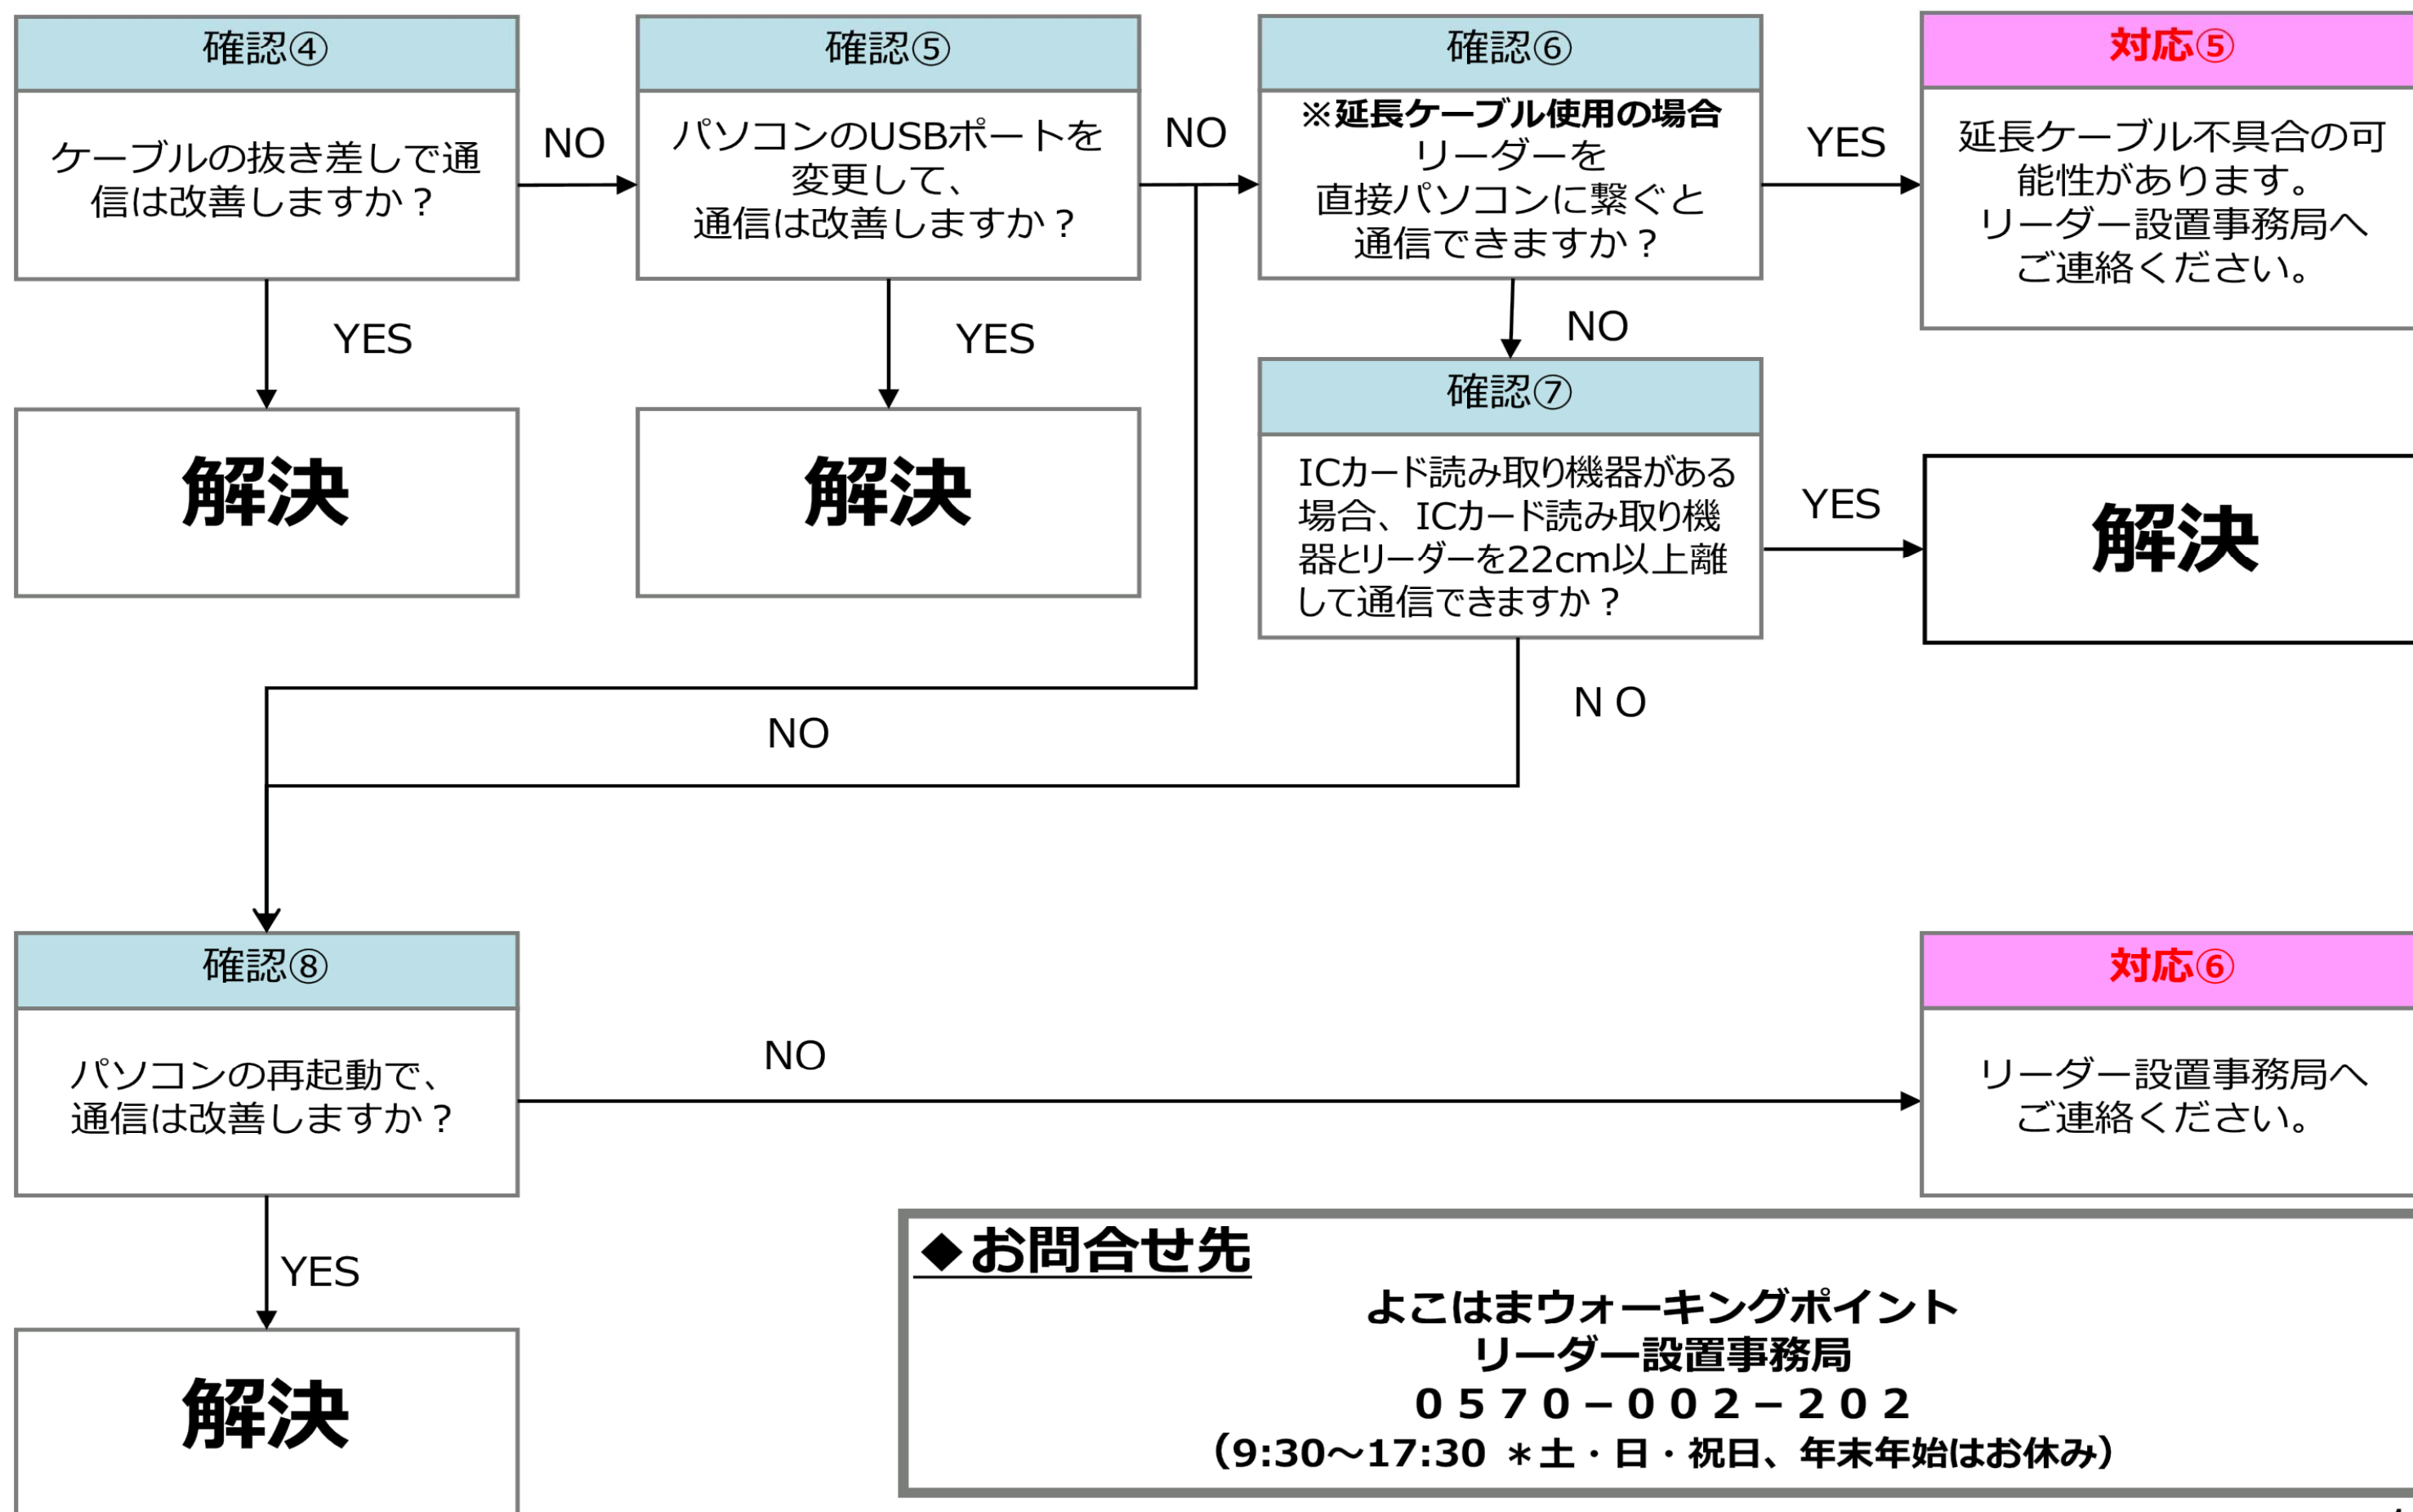 確認④
ケーブルの抜き差しで通
信は改善しますか？
NO
確認⑤
パソコンのUSBポートを
変更して、
通信は改善しますか？
NO
確認⑥
※延長ケーブル使用の場合
リーダーを
直接パソコンに繋ぐと
通信できますか？
YES
対応⑤
延長ケーブル不具合の可
能性があります。
リーダー設置事務局へ
ご連絡ください。
YES
解決
YES
解決
NO
確認⑦
ICカード読み取り機器がある
場合、ICカード読み取り機
器とリーダーを22cm以上離
して通信できますか？
YES
解決
NO
NO
確認⑧
パソコンの再起動で、
通信は改善しますか？
NO
対応⑥
リーダー設置事務局へ
ご連絡ください。
YES
解決
◆お問合せ先
よこはまウォーキングポイント
リーダー設置事務局
０５７０－００２－２０２
（9:30～17:30 ＊土・日・祝日、年末年始はお休み）